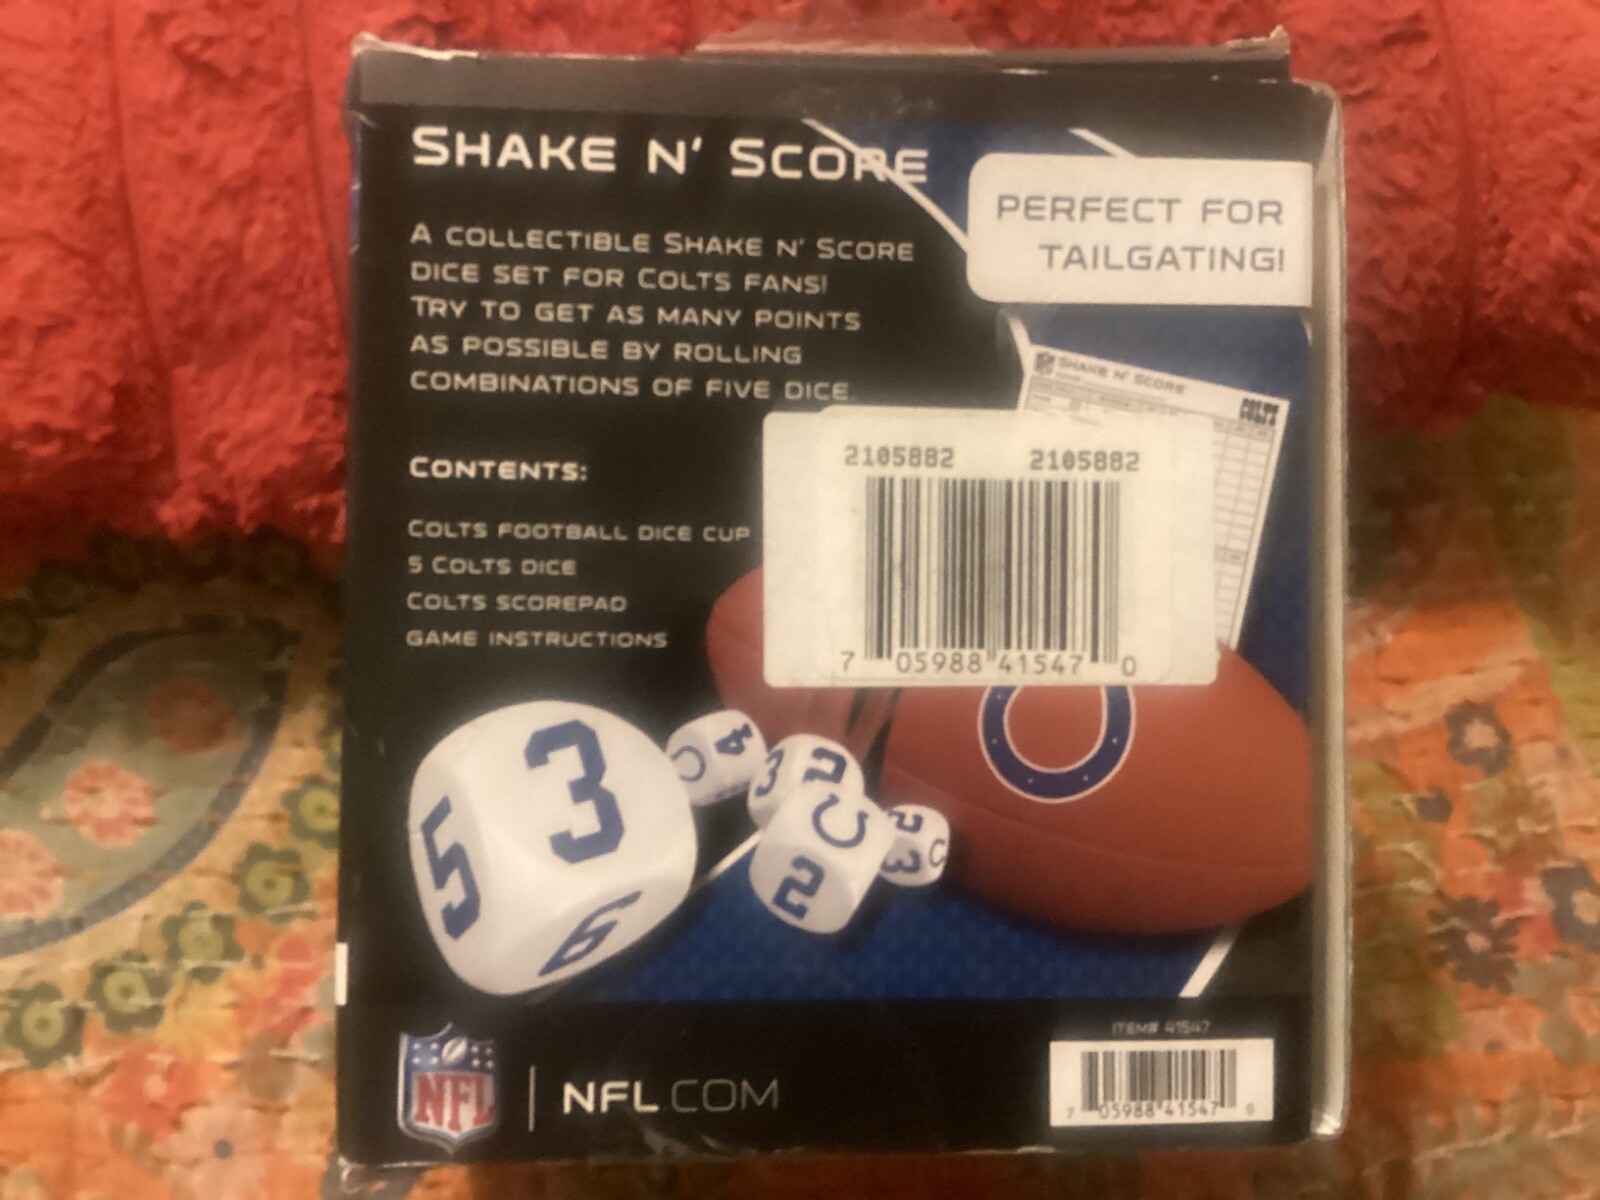 SHAKE N' SCORE
PERFECT FOR
TAILGATING!
A COLLECTIBLE SHAKE N' SCORE
DICE SET FOR COLTS FANS!
TRY TO GET AS MANY POINTS
AS POSSIBLE BY ROLLING
COMBINATIONS OF FIVE DICE.
SHAKE N' SCORE
COLTS
2105882 2105882
7 05988 41547 0
CONTENTS:
COLTS FOOTBALL DICE CUP
5 COLTS DICE
COLTS SCOREPAD
GAME INSTRUCTIONS
3
5
6
4
3 2
2
2
3
NFL
NFL.COM
ITEM# 41547
7 05988 41547 0